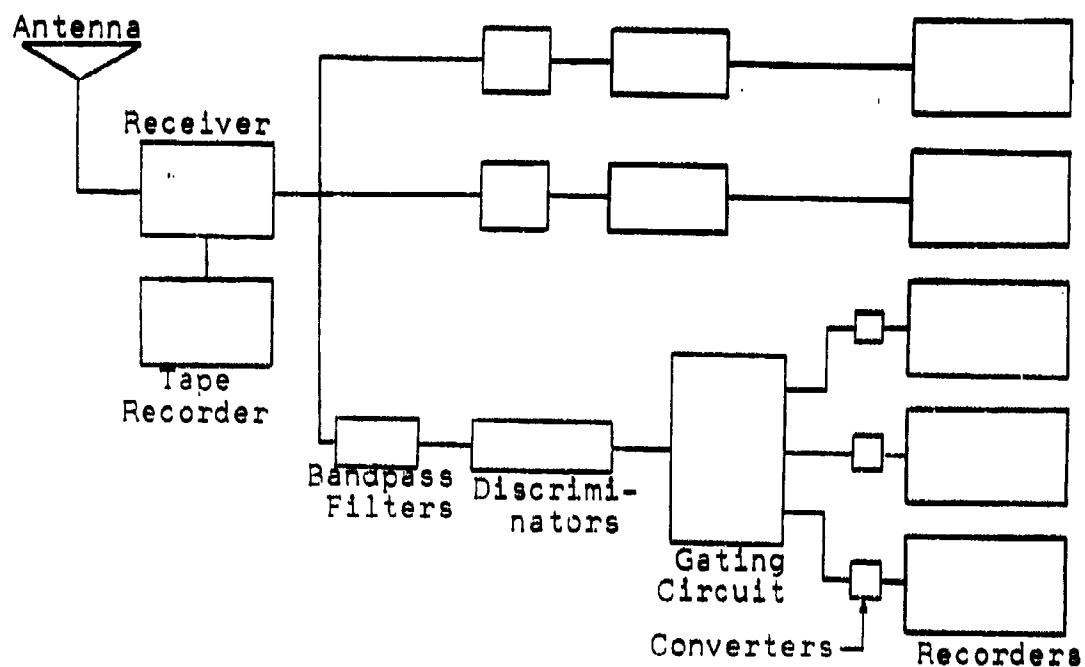 Antenna
Receiver
Tape
Recorder
Bandpass
Filters
Discrimi-
nators
Gating
Circuit
Converters
Recorders